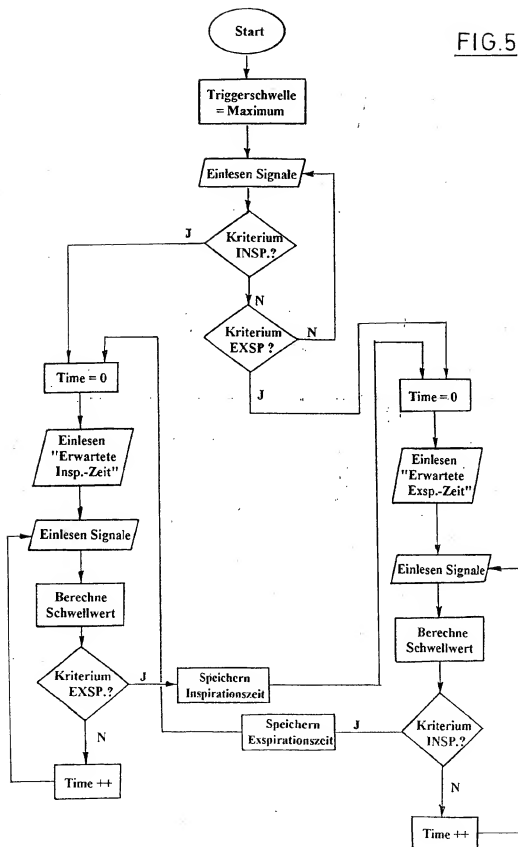 Start
FIG.5
Triggerschwelle
= Maximum
Einlesen Signale
J
Kriterium
INSP.?
N
Kriterium
EXSP ?
N
J
Time = 0
Einlesen
"Erwartete
Insp.-Zeit"
Einlesen Signale
Berechne
Schwellwert
Kriterium
EXSP.?
J
Speichern
Inspirationszeit
N
Time ++
Time = 0
Einlesen
"Erwartete
Exsp.-Zeit"
Einlesen Signale
Berechne
Schwellwert
Kriterium
INSP.?
J
Speichern
Exspirationszeit
N
Time ++